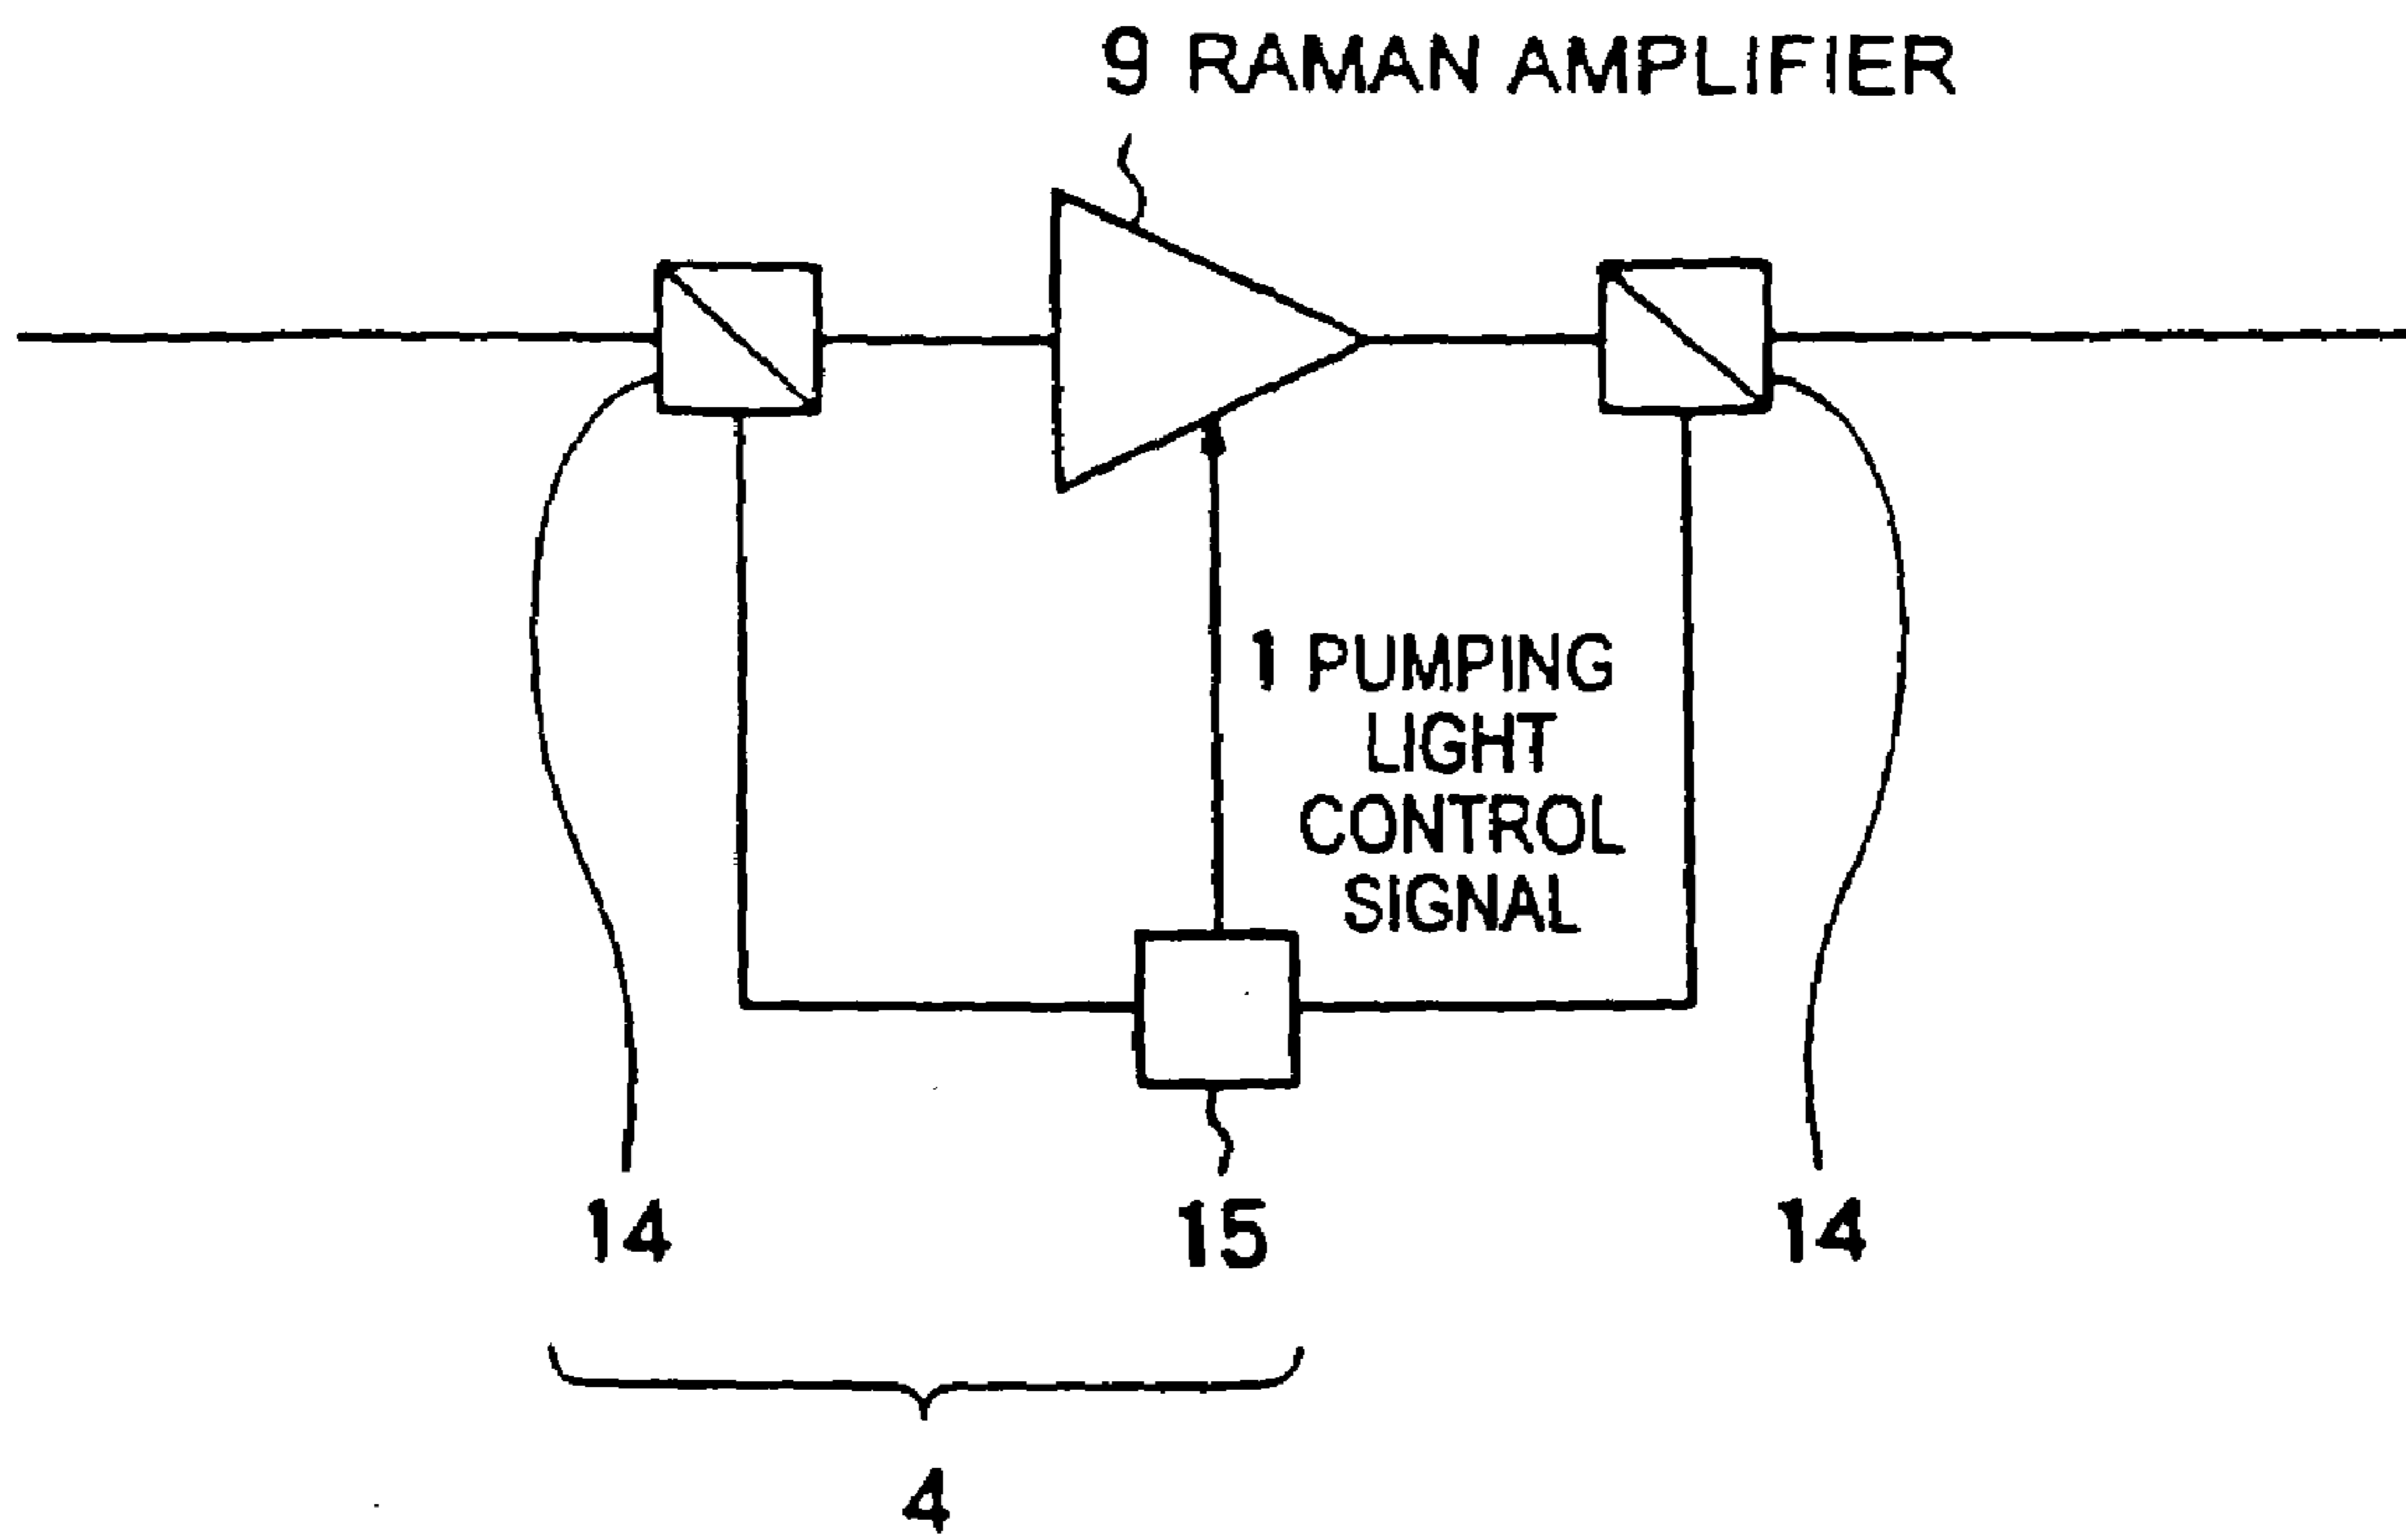 9 RAMAN AMPLIFIER
1 PUMPING
LIGHT
CONTROL
SIGNAL
14
15
14
4